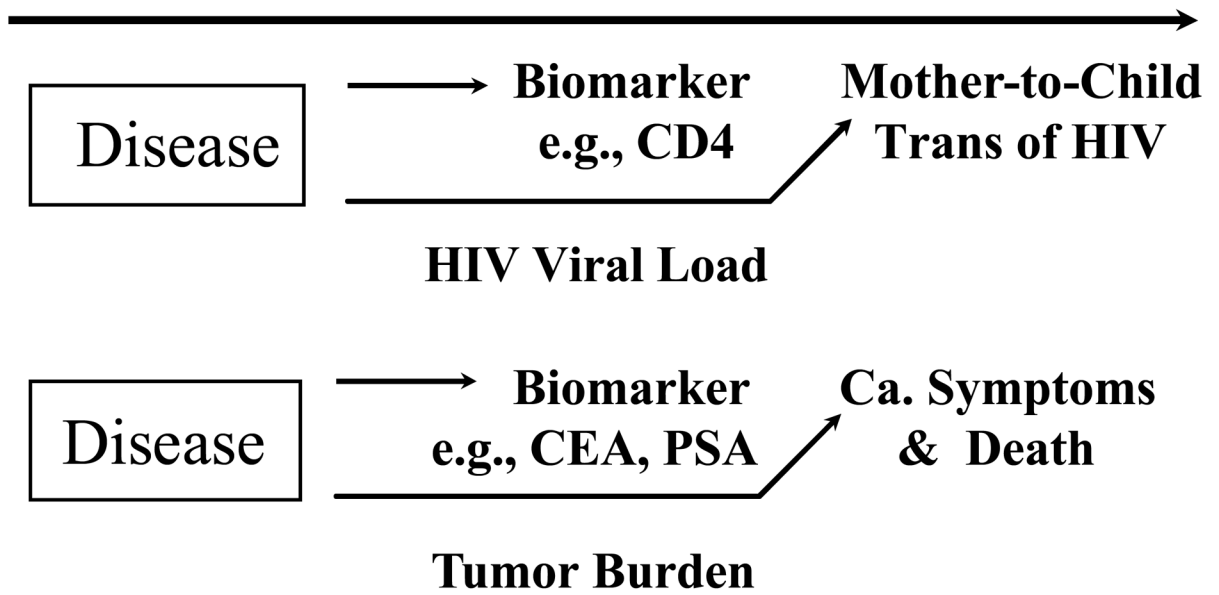 Disease
Biomarker
e.g., CD4
Mother-to-Child
Trans of HIV
HIV Viral Load
Disease
Biomarker
e.g., CEA, PSA
Ca. Symptoms
& Death
Tumor Burden